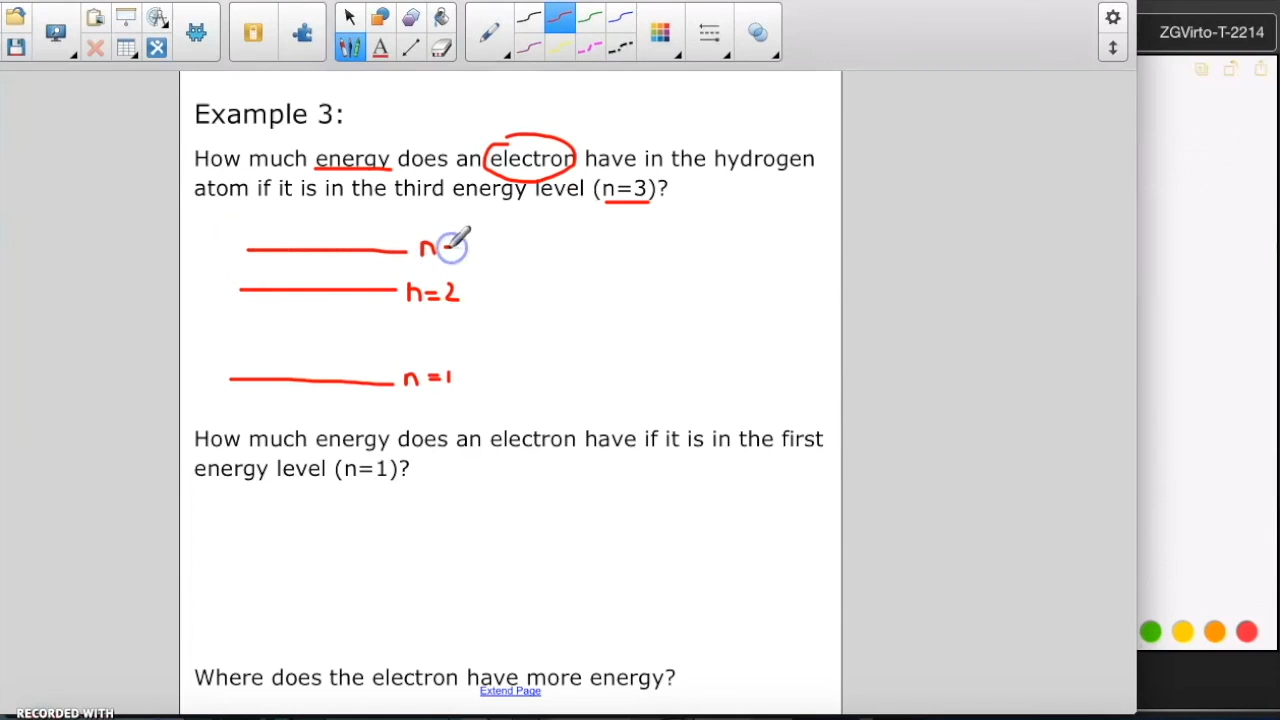 ZGVirto-T-2214
Example 3:
How much energy does an electron have in the hydrogen
atom if it is in the third energy level (n=3)?
n -
n=2
n=1
How much energy does an electron have if it is in the first
energy level (n=1)?
Where does the electron have more energy?
Extend Page
RECORDED WITH